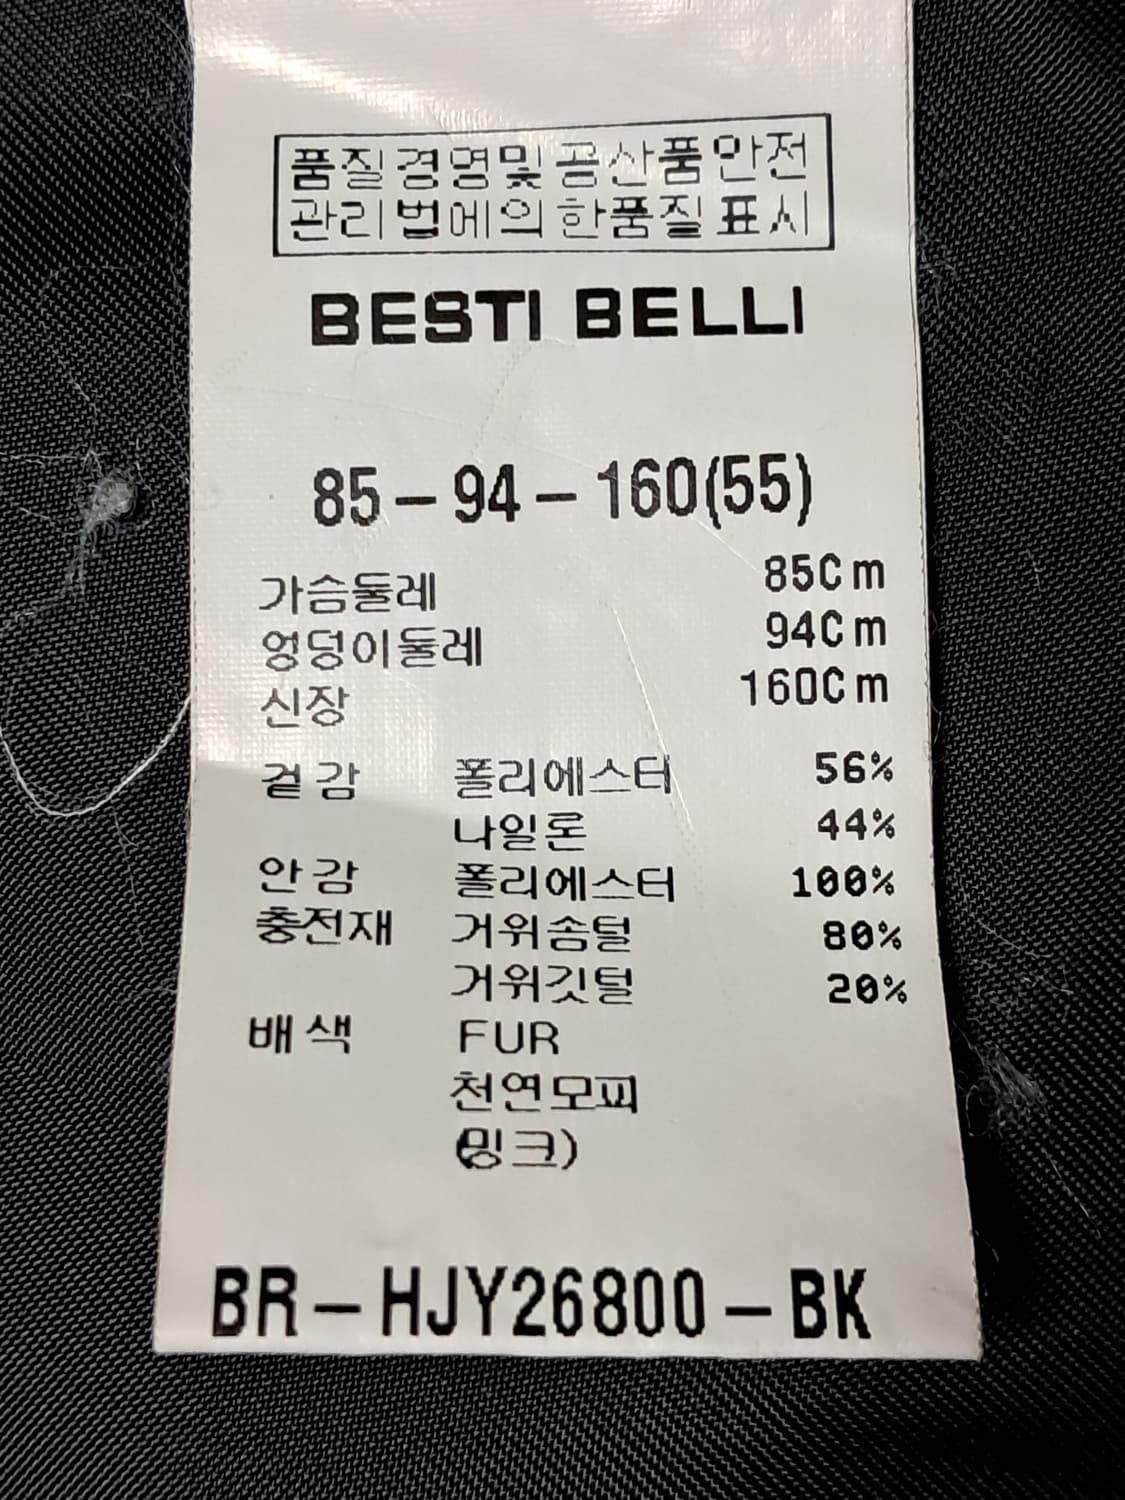 품질경영및공산품안전
관리법에의한품질표시
BESTI BELLI
85-94-160(55)
가슴둘레 85Cm
엉덩이둘레 94Cm
신장 160Cm
겉감 폴리에스터 56%
나일론 44%
안감 폴리에스터 100%
충전재 거위솜털 80%
거위깃털 20%
배색 FUR
천연모피
(밍크)
BR-HJY26800-BK